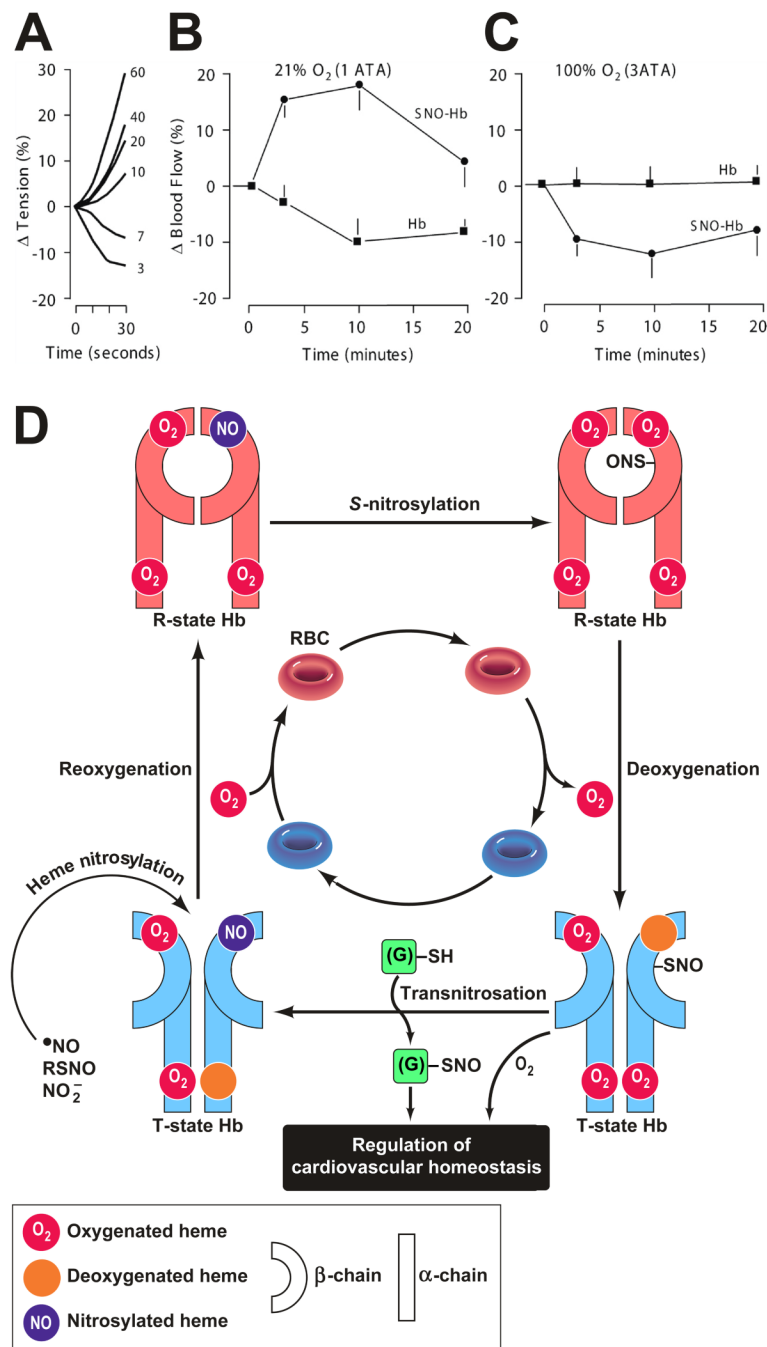 A
Δ Tension (%)
30
20
10
0
-10
-20
60
40
20
10
7
3
0
30
Time (seconds)
B
21% O₂ (1 ATA)
Δ Blood Flow (%)
20
10
0
-10
-20
SNO-Hb
Hb
0
5
10
15
20
Time (minutes)
C
100% O₂ (3ATA)
20
10
0
-10
-20
Hb
SNO-Hb
0
5
10
15
20
Time (minutes)
D
O₂
NO
O₂
O₂
R-state Hb
S-nitrosylation
O₂
O₂
ONS
O₂
O₂
R-state Hb
RBC
Reoxygenation
O₂
O₂
Deoxygenation
Heme nitrosylation
•NO
RSNO
NO₂⁻
O₂
NO
O₂
T-state Hb
(G)-SH
Transnitrosation
(G)-SNO
O₂
O₂
SNO
O₂
O₂
T-state Hb
Regulation of
cardiovascular homeostasis
O₂ Oxygenated heme
Deoxygenated heme
NO Nitrosylated heme
β-chain
α-chain